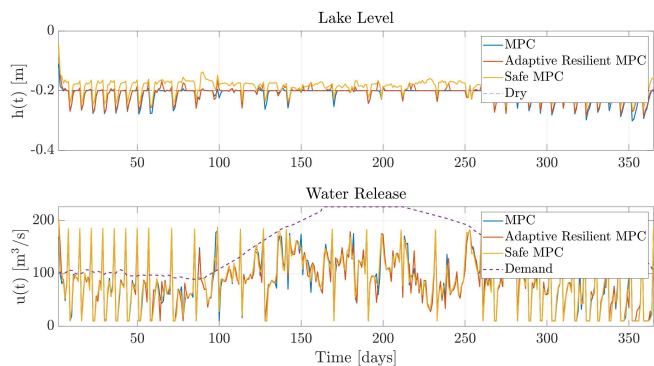 Lake Level
0
-0.2
-0.4
h(t) [m]
MPC
Adaptive Resilient MPC
Safe MPC
Dry
50
100
150
200
250
300
350
Water Release
200
100
0
u(t) [m³/s]
MPC
Adaptive Resilient MPC
Safe MPC
Demand
50
100
150
200
250
300
350
Time [days]